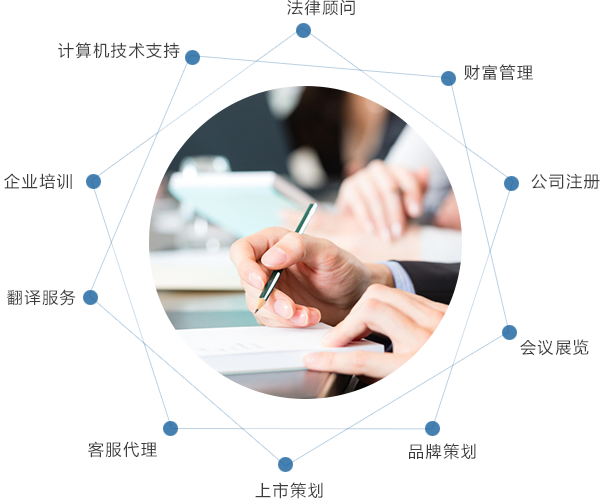 法律顾问
计算机技术支持
财富管理
企业培训
公司注册
翻译服务
会议展览
客服代理
品牌策划
上市策划